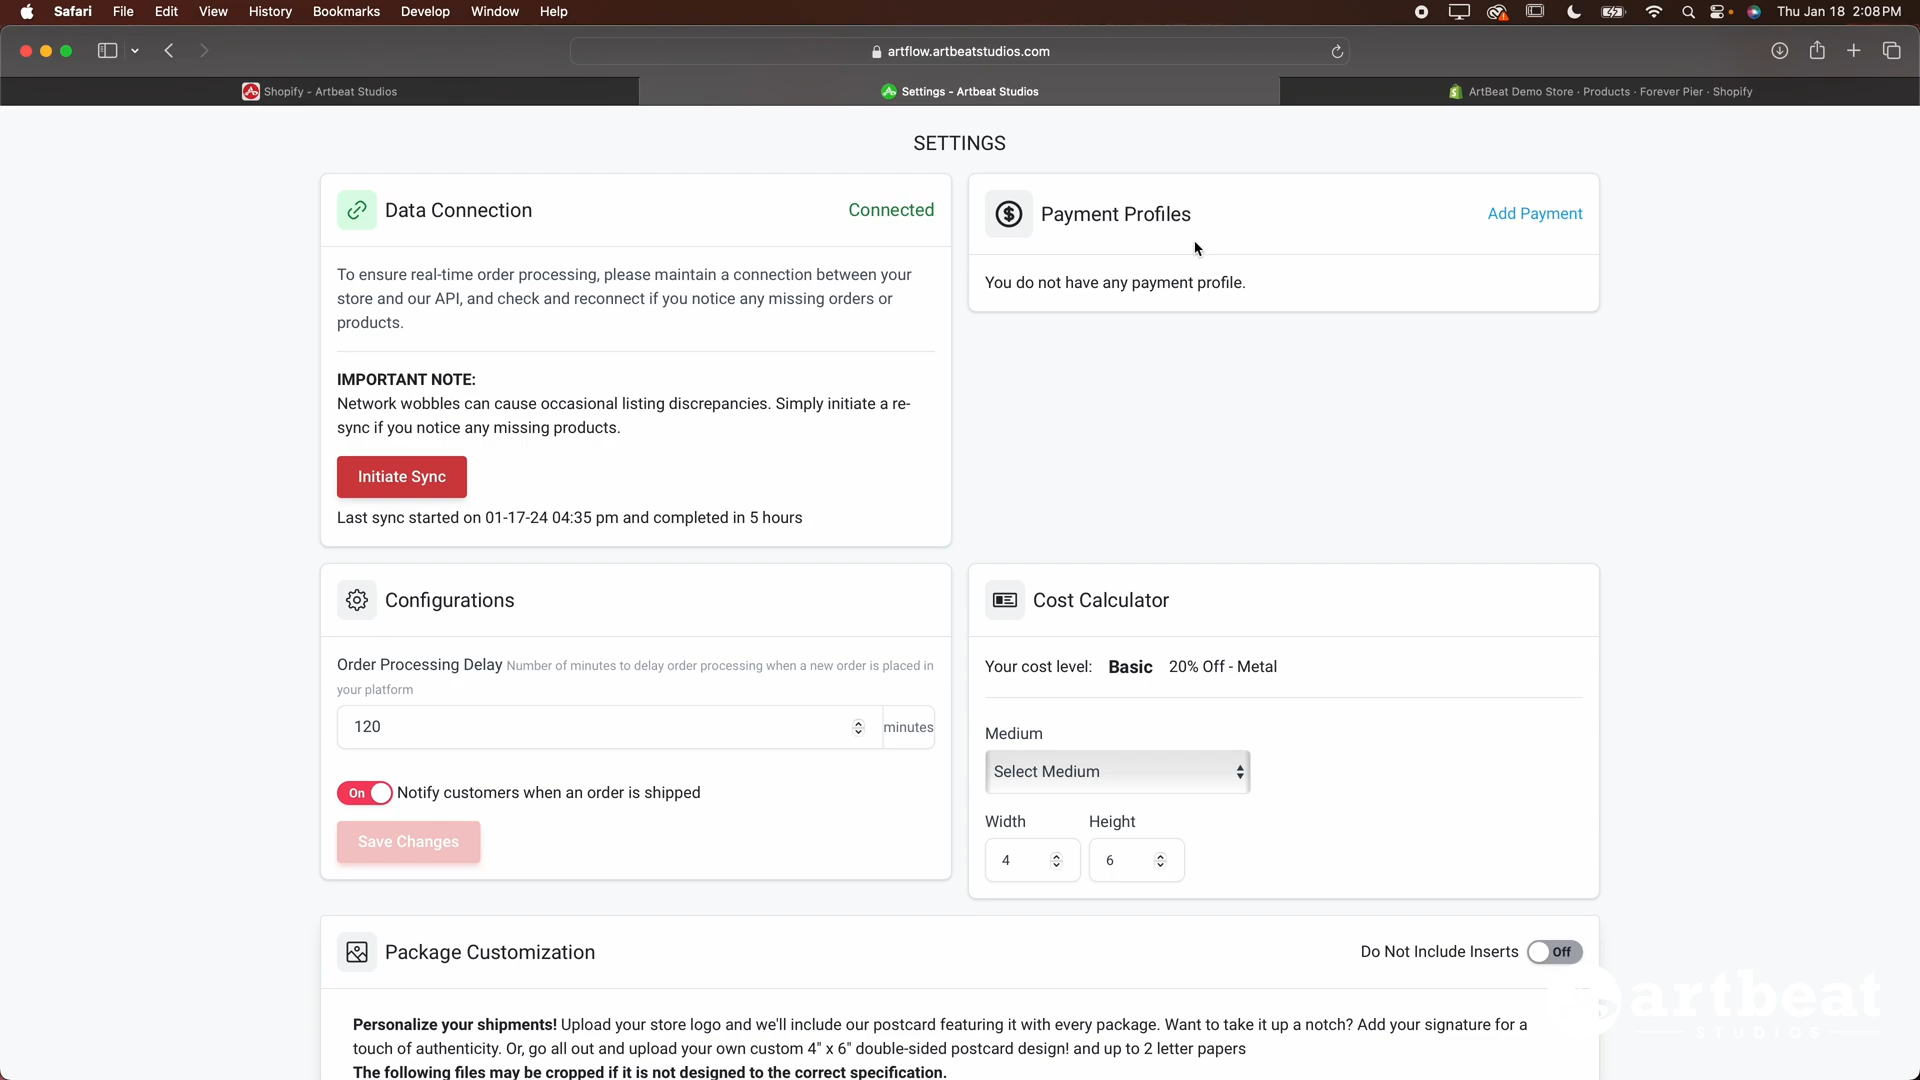 Safari File Edit View History Bookmarks Develop Window Help Thu Jan 18 2:08 PM
artflow.artbeatstudios.com
Shopify - Artbeat Studios Settings - Artbeat Studios ArtBeat Demo Store · Products · Forever Pier · Shopify
SETTINGS
Data Connection Connected
To ensure real-time order processing, please maintain a connection between your
store and our API, and check and reconnect if you notice any missing orders or
products.
IMPORTANT NOTE:
Network wobbles can cause occasional listing discrepancies. Simply initiate a re-
sync if you notice any missing products.
Initiate Sync
Last sync started on 01-17-24 04:35 pm and completed in 5 hours
Payment Profiles Add Payment
You do not have any payment profile.
Configurations
Order Processing Delay Number of minutes to delay order processing when a new order is placed in
your platform
120 minutes
On Notify customers when an order is shipped
Save Changes
Cost Calculator
Your cost level: Basic 20% Off - Metal
Medium
Select Medium
Width Height
4 6
Package Customization Do Not Include Inserts Off
Personalize your shipments! Upload your store logo and we'll include our postcard featuring it with every package. Want to take it up a notch? Add your signature for a
touch of authenticity. Or, go all out and upload your own custom 4" x 6" double-sided postcard design! and up to 2 letter papers
The following files may be cropped if it is not designed to the correct specification.
artbeat
STUDIOS